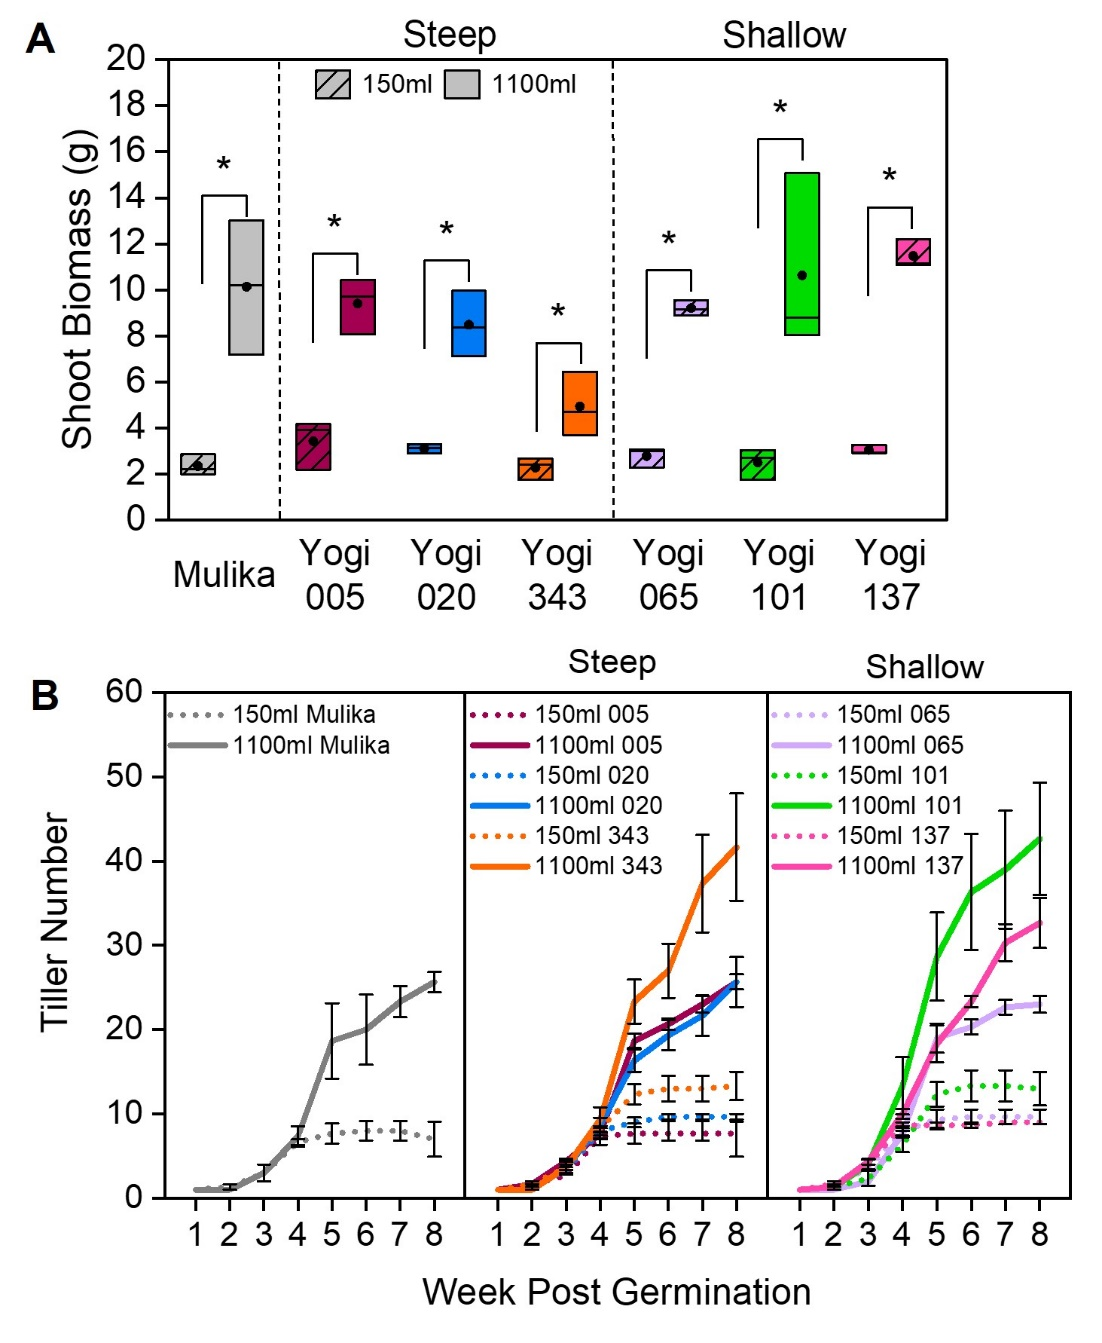 A
Steep Shallow
20
18
16
14
12
10
8
6
4
2
0
Shoot Biomass (g)
150ml 1100ml
* * * * * * *
Mulika
Yogi 005
Yogi 020
Yogi 343
Yogi 065
Yogi 101
Yogi 137
B
Steep Shallow
60
50
40
30
20
10
0
Tiller Number
150ml Mulika
1100ml Mulika
150ml 005
1100ml 005
150ml 020
1100ml 020
150ml 343
1100ml 343
150ml 065
1100ml 065
150ml 101
1100ml 101
150ml 137
1100ml 137
1 2 3 4 5 6 7 8 1 2 3 4 5 6 7 8 1 2 3 4 5 6 7 8
Week Post Germination